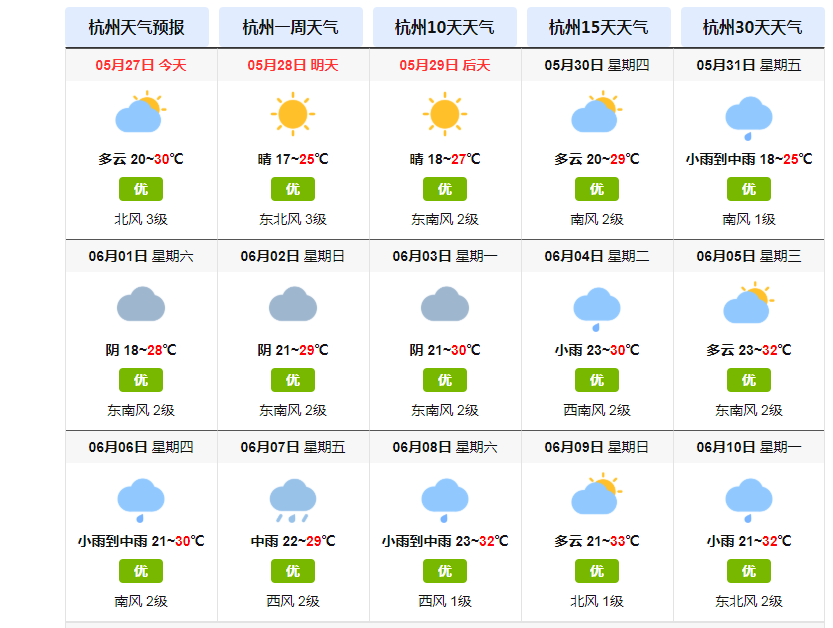 杭州天气预报 杭州一周天气 杭州10天天气 杭州15天天气 杭州30天天气
05月27日 今天 05月28日 明天 05月29日 后天 05月30日 星期四 05月31日 星期五
多云 20~30℃ 晴 17~25℃ 晴 18~27℃ 多云 20~29℃ 小雨到中雨 18~25℃
优 优 优 优 优
北风 3级 东北风 3级 东南风 2级 南风 2级 南风 1级
06月01日 星期六 06月02日 星期日 06月03日 星期一 06月04日 星期二 06月05日 星期三
阴 18~28℃ 阴 21~29℃ 阴 21~30℃ 小雨 23~30℃ 多云 23~32℃
优 优 优 优 优
东南风 2级 东南风 2级 东南风 2级 西南风 2级 东南风 2级
06月06日 星期四 06月07日 星期五 06月08日 星期六 06月09日 星期日 06月10日 星期一
小雨到中雨 21~30℃ 中雨 22~29℃ 小雨到中雨 23~32℃ 多云 21~33℃ 小雨 21~32℃
优 优 优 优 优
南风 2级 西风 2级 西风 1级 北风 1级 东北风 2级